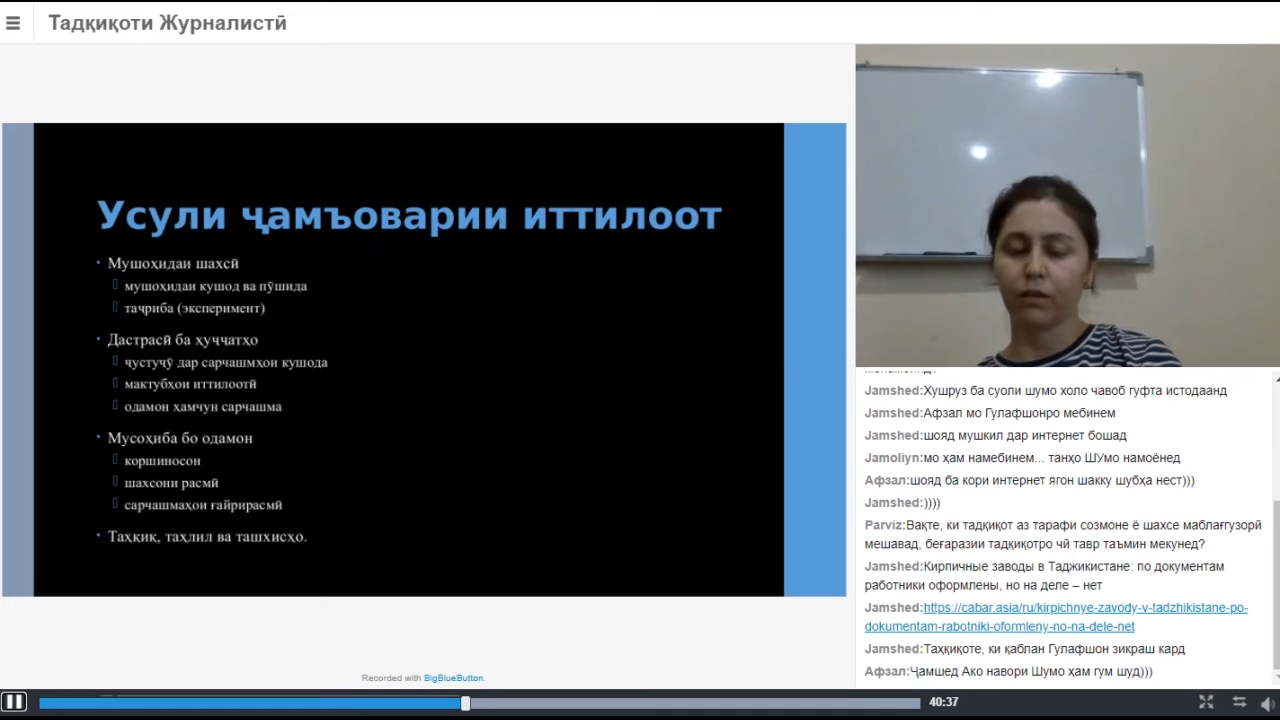 Тадқиқоти Журналистӣ
Усули ҷамъоварии иттилоот
Мушоҳидаи шахсӣ
мушоҳидаи кушод ва пӯшида
таҷриба (эксперимент)
Дастрасӣ ба ҳуҷҷатҳо
ҷустуҷӯ дар сарчашмҳои кушода
мактубҳои иттилоотӣ
одамон ҳамчун сарчашма
Мусоҳиба бо одамон
коршиносон
шахсони расмӣ
сарчашмаҳои ғайрирасмӣ
Таҳқиқ, таҳлил ва ташхисҳо.
Recorded with BigBlueButton.
Jamshed:Хушруз ба суоли шумо холо чавоб гуфта истодаанд
Jamshed:Афзал мо Гулафшонро мебинем
Jamshed:шояд мушкил дар интернет бошад
Jamoliyn:мо ҳам намебинем... танҳо ШУмо намоёнед
Афзал:шояд ба кори интернет ягон шакку шубҳа нест)))
Jamshed:))))
Parviz:Вақте, ки тадқиқот аз тарафи созмоне ё шахсе маблағгузорӣ
мешавад, беғаразии тадқиқотро чӣ тавр таъмин мекунед?
Jamshed:Кирпичные заводы в Таджикистане: по документам
работники оформлены, но на деле – нет
Jamshed:https://cabar.asia/ru/kirpichnye-zavody-v-tadzhikistane-po-
dokumentam-rabotniki-oformleny-no-na-dele-net
Jamshed:Таҳқиқоте, ки қаблан Гулафшон зикраш кард
Афзал:Ҷамшед Ако навори Шумо ҳам гум шуд)))
40:37